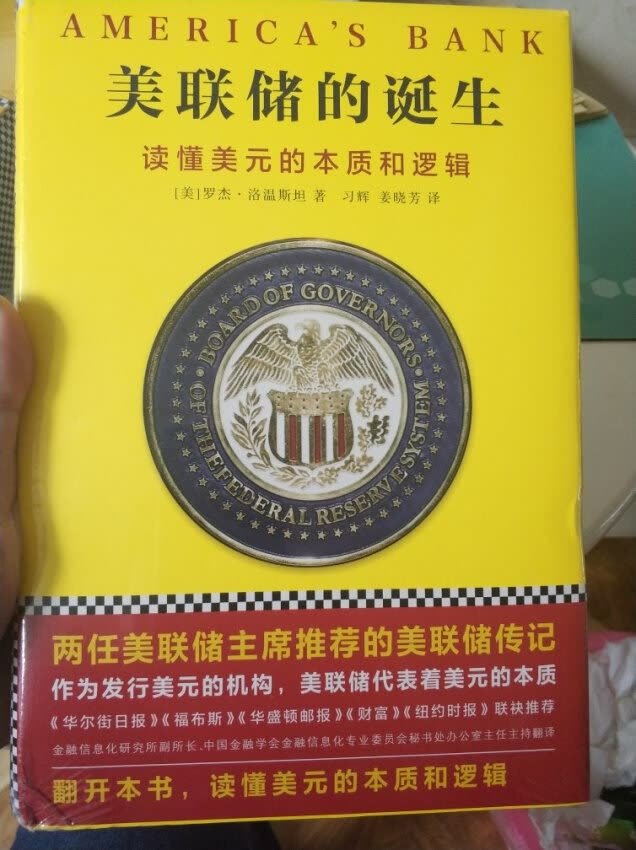 AMERICA'S BANK
美联储的诞生
读懂美元的本质和逻辑
[美]罗杰·洛温斯坦 著 习辉 姜晓芳 译
·BOARD OF GOVERNORS·
OF THE FEDERAL RESERVE SYSTEM
两任美联储主席推荐的美联储传记
作为发行美元的机构，美联储代表着美元的本质
《华尔街日报》《福布斯》《华盛顿邮报》《财富》《纽约时报》联袂推荐
金融信息化研究所副所长、中国金融学会金融信息化专业委员会秘书处办公室主任主持翻译
翻开本书，读懂美元的本质和逻辑